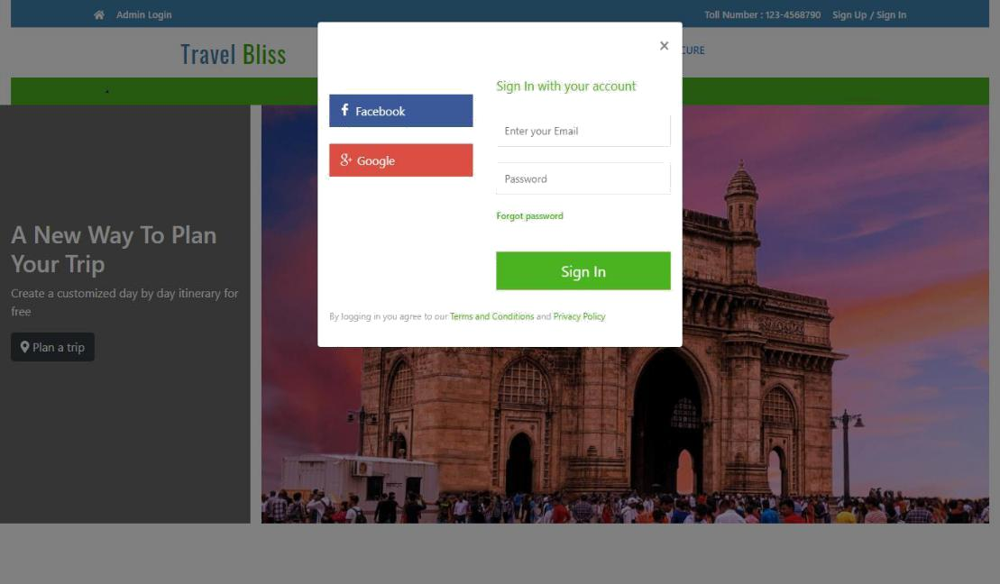 Admin Login
Toll Number : 123-4568790 Sign Up / Sign In
Travel Bliss
CURE
×
Sign In with your account
Facebook
Google
Enter your Email
Password
Forgot password
Sign In
By logging in you agree to our Terms and Conditions and Privacy Policy
A New Way To Plan
Your Trip
Create a customized day by day itinerary for
free
Plan a trip